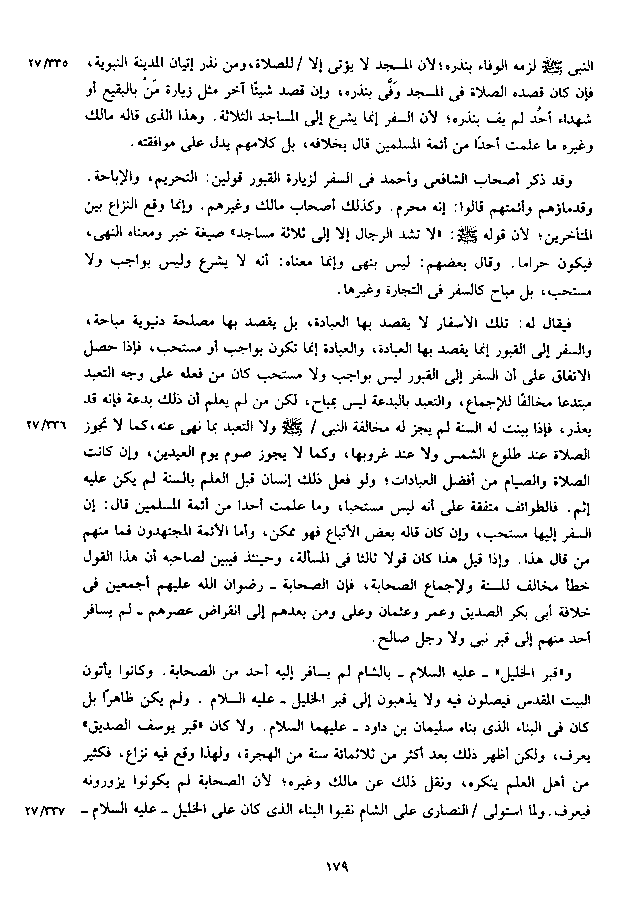 النبى ﷺ لزمه الوفاء بنذره؛ لأن المسجد لا يؤتى إلا / للصلاة، ومن نذر إتيان المدينة النبوية، ٢٧/٣٣٥
فإن كان قصده الصلاة فى المسجد وَفَّى بنذره، وإن قصد شيئًا آخر مثل زيارة مَنْ بالبقيع أو
شهداء أحُد لم يف بنذره؛ لأن السفر إنما يشرع إلى المساجد الثلاثة. وهذا الذى قاله مالك
وغيره ما علمت أحدًا من أئمة المسلمين قال بخلافه، بل كلامهم يدل على موافقته.
وقد ذكر أصحاب الشافعى وأحمد فى السفر لزيارة القبور قولين: التحريم، والإباحة.
وقدماؤهم وأئمتهم قالوا: إنه محرم. وكذلك أصحاب مالك وغيرهم. وإنما وقع النزاع بين
المتأخرين؛ لأن قوله ﷺ: «لا تشد الرحال إلا إلى ثلاثة مساجد» صيغة خبر ومعناه النهى،
فيكون حراما. وقال بعضهم: ليس بنهى وإنما معناه: أنه لا يشرع وليس بواجب ولا
مستحب، بل مباح كالسفر فى التجارة وغيرها.
فيقال له: تلك الأسفار لا يقصد بها العبادة، بل يقصد بها مصلحة دنيوية مباحة،
والسفر إلى القبور إنما يقصد بها العبادة، والعبادة إنما تكون بواجب أو مستحب، فإذا حصل
الاتفاق على أن السفر إلى القبور ليس بواجب ولا مستحب كان من فعله على وجه التعبد
مبتدعا مخالفًا للإجماع، والتعبد بالبدعة ليس بمباح، لكن من لم يعلم أن ذلك بدعة فإنه قد
يعذر، فإذا بينت له السنة لم يجز له مخالفة النبى / ﷺ ولا التعبد بما نهى عنه، كما لا تجوز ٢٧/٣٣٦
الصلاة عند طلوع الشمس ولا عند غروبها، وكما لا يجوز صوم يوم العيدين، وإن كانت
الصلاة والصيام من أفضل العبادات؛ ولو فعل ذلك إنسان قبل العلم بالسنة لم يكن عليه
إثم. فالطوائف متفقة على أنه ليس مستحبا، وما علمت أحدا من أئمة المسلمين قال: إن
السفر إليها مستحب، وإن كان قاله بعض الأتباع فهو ممكن، وأما الأئمة المجتهدون فما منهم
من قال هذا. وإذا قيل هذا كان قولا ثالثا فى المسألة، وحينئذ فيبين لصاحبه أن هذا القول
خطأ مخالف للسنة ولإجماع الصحابة، فإن الصحابة ـ رضوان الله عليهم أجمعين فى
خلافة أبى بكر الصديق وعمر وعثمان وعلى ومن بعدهم إلى انقراض عصرهم ـ لم يسافر
أحد منهم إلى قبر نبى ولا رجل صالح.
و«قبر الخليل» ـ عليه السلام ـ بالشام لم يسافر إليه أحد من الصحابة. وكانوا يأتون
البيت المقدس فيصلون فيه ولا يذهبون إلى قبر الخليل ـ عليه السلام. ولم يكن ظاهرًا بل
كان فى البناء الذى بناه سليمان بن داود ـ عليهما السلام. ولا كان «قبر يوسف الصديق»
يعرف، ولكن أظهر ذلك بعد أكثر من ثلاثمائة سنة من الهجرة، ولهذا وقع فيه نزاع، فكثير
من أهل العلم ينكره، ونقل ذلك عن مالك وغيره؛ لأن الصحابة لم يكونوا يزورونه
فيعرف. ولما استولى / النصارى على الشام نقبوا البناء الذى كان على الخليل ـ عليه السلام ـ ٢٧/٣٣٧
١٧٩